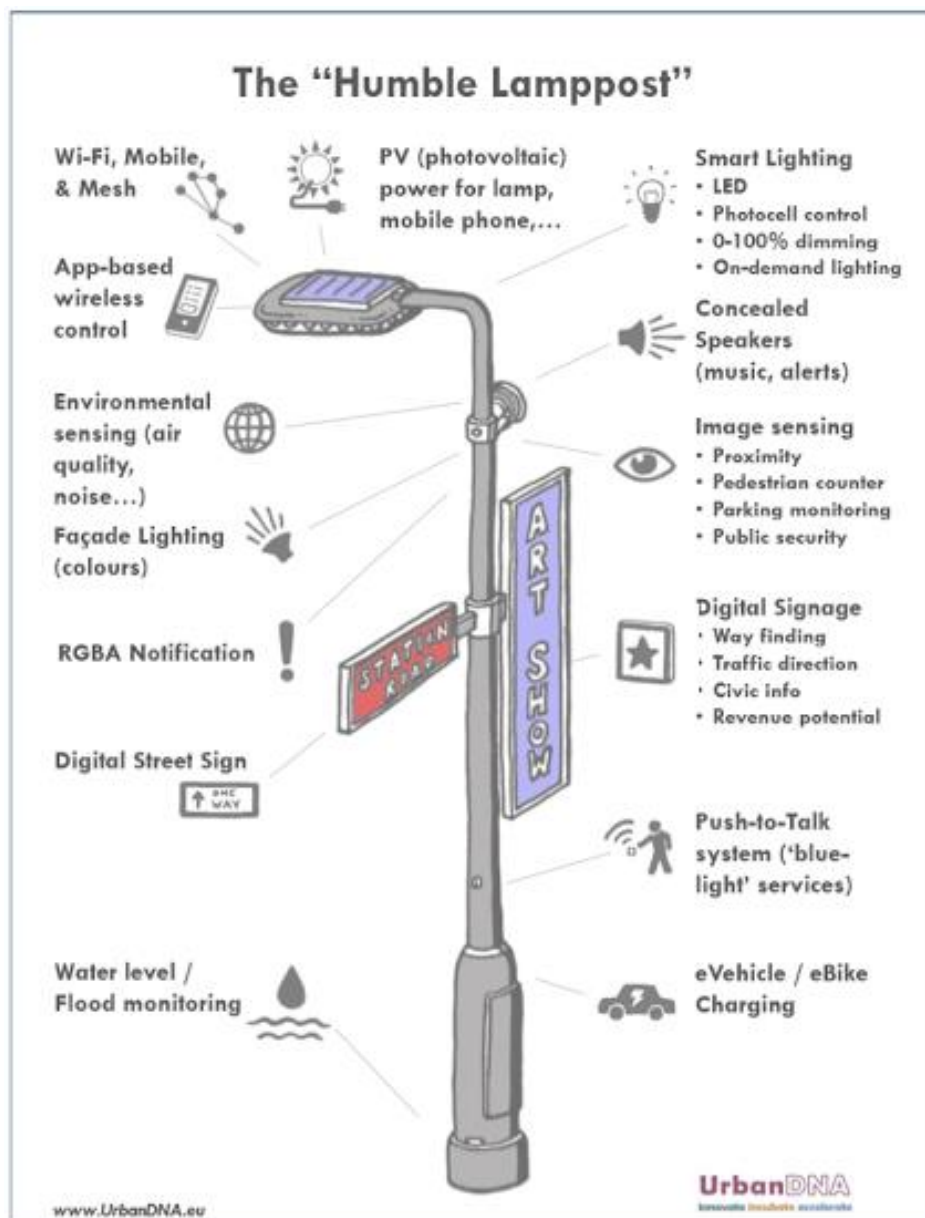 The “Humble Lamppost”
Wi-Fi, Mobile,
& Mesh
PV (photovoltaic)
power for lamp,
mobile phone,...
Smart Lighting
• LED
• Photocell control
• 0-100% dimming
• On-demand lighting
App-based
wireless
control
Concealed
Speakers
(music, alerts)
Environmental
sensing (air
quality,
noise...)
Image sensing
• Proximity
• Pedestrian counter
• Parking monitoring
• Public security
Façade Lighting
(colours)
RGBA Notification
ART SHOW
STATION
ROAD
Digital Signage
• Way finding
• Traffic direction
• Civic info
• Revenue potential
Digital Street Sign
ONE
WAY
Push-to-Talk
system (‘blue-
light’ services)
Water level /
Flood monitoring
eVehicle / eBike
Charging
www.UrbanDNA.eu
UrbanDNA
innovate incubate accelerate